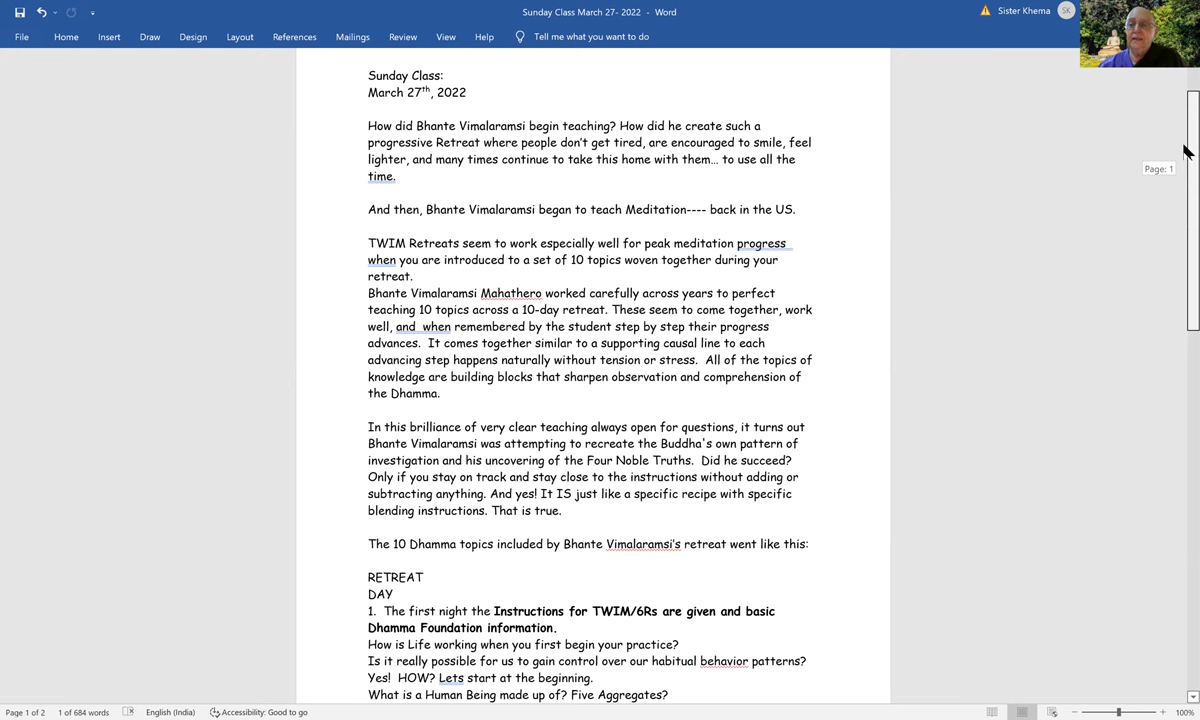 Sunday Class March 27- 2022 - Word
Sister Khema
SK
File Home Insert Draw Design Layout References Mailings Review View Help Tell me what you want to do
Sunday Class:
March 27th, 2022
How did Bhante Vimalaramsi begin teaching? How did he create such a
progressive Retreat where people don't get tired, are encouraged to smile, feel
lighter, and many times continue to take this home with them... to use all the
time.
And then, Bhante Vimalaramsi began to teach Meditation---- back in the US.
TWIM Retreats seem to work especially well for peak meditation progress
when you are introduced to a set of 10 topics woven together during your
retreat.
Bhante Vimalaramsi Mahathero worked carefully across years to perfect
teaching 10 topics across a 10-day retreat. These seem to come together, work
well, and when remembered by the student step by step their progress
advances. It comes together similar to a supporting causal line to each
advancing step happens naturally without tension or stress. All of the topics of
knowledge are building blocks that sharpen observation and comprehension of
the Dhamma.
In this brilliance of very clear teaching always open for questions, it turns out
Bhante Vimalaramsi was attempting to recreate the Buddha's own pattern of
investigation and his uncovering of the Four Noble Truths. Did he succeed?
Only if you stay on track and stay close to the instructions without adding or
subtracting anything. And yes! It IS just like a specific recipe with specific
blending instructions. That is true.
The 10 Dhamma topics included by Bhante Vimalaramsi's retreat went like this:
RETREAT
DAY
1. The first night the Instructions for TWIM/6Rs are given and basic
Dhamma Foundation information.
How is Life working when you first begin your practice?
Is it really possible for us to gain control over our habitual behavior patterns?
Yes! HOW? Lets start at the beginning.
What is a Human Being made up of? Five Aggregates?
Page: 1
Page 1 of 2 1 of 684 words English (India) Accessibility: Good to go 100%